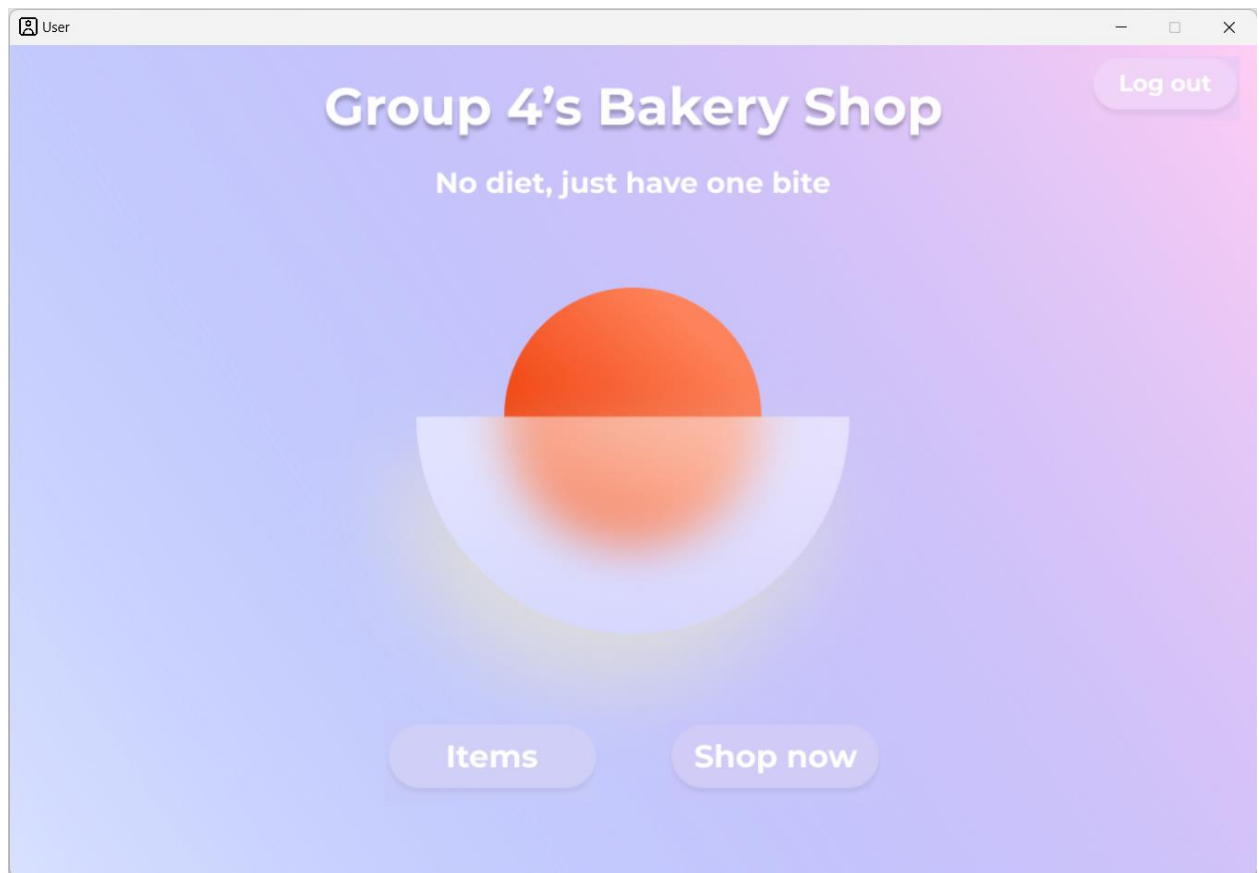 User
Log out
Group 4’s Bakery Shop
No diet, just have one bite
Items
Shop now